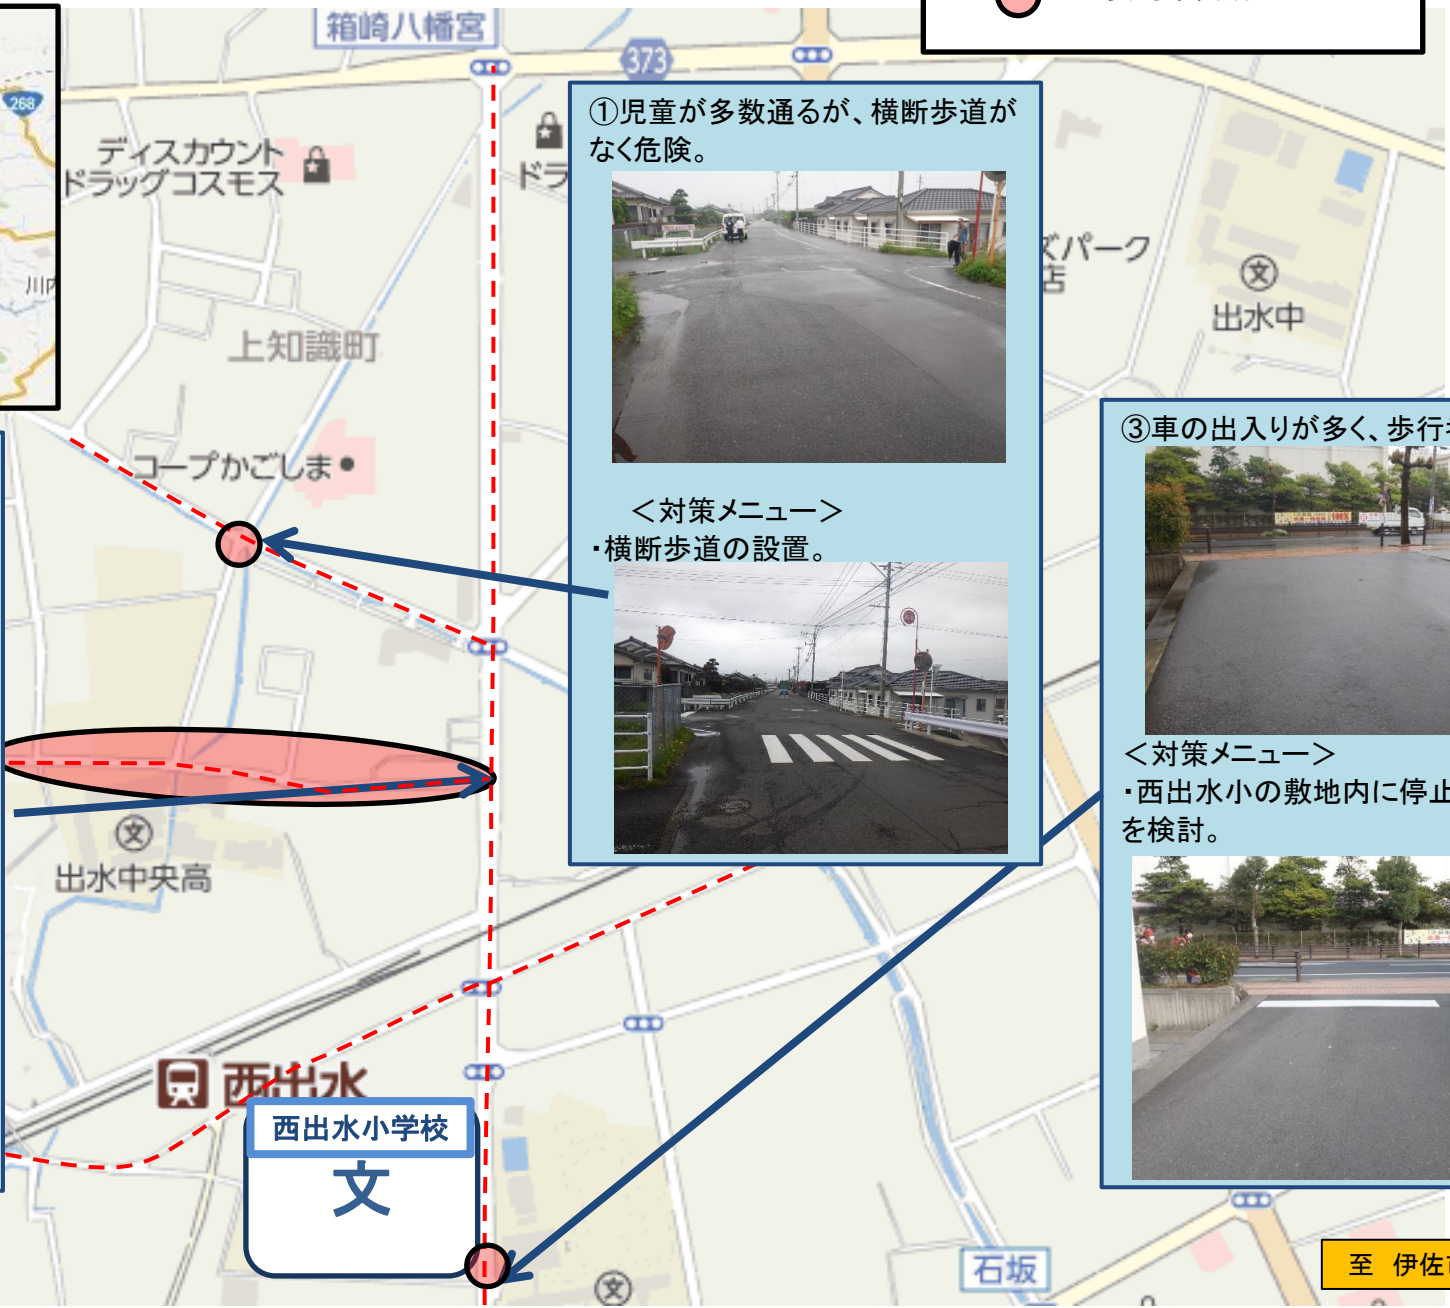 箱崎八幡宮
373
268
ディスカウント
ドラッグコスモス
ドラ
川内
上知識町
コープかごしま
①児童が多数通るが、横断歩道が
なく危険。
＜対策メニュー＞
・横断歩道の設置。
ズパーク
店
文
出水中
③車の出入りが多く、歩行
＜対策メニュー＞
・西出水小の敷地内に停止
を検討。
文
出水中央高
西出水
西出水小学校
文
文
石坂
至 伊佐市